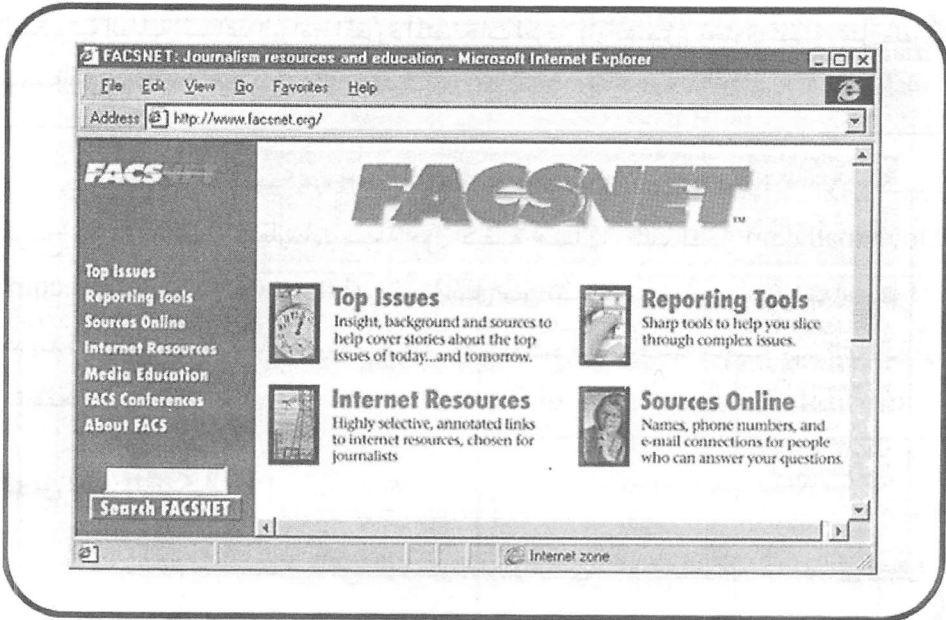 FACSNET: Journalism resources and education - Microsoft Internet Explorer
File Edit View Go Favorites Help
Address http://www.facsnet.org/
FACSNET
Top Issues
Reporting Tools
Sources Online
Internet Resources
Media Education
FACS Conferences
About FACS
Search FACSNET
FACSNET™
Top Issues
Insight, background and sources to
help cover stories about the top
issues of today...and tomorrow.
Reporting Tools
Sharp tools to help you slice
through complex issues.
Internet Resources
Highly selective, annotated links
to internet resources, chosen for
journalists
Sources Online
Names, phone numbers, and
e-mail connections for people
who can answer your questions.
Internet zone